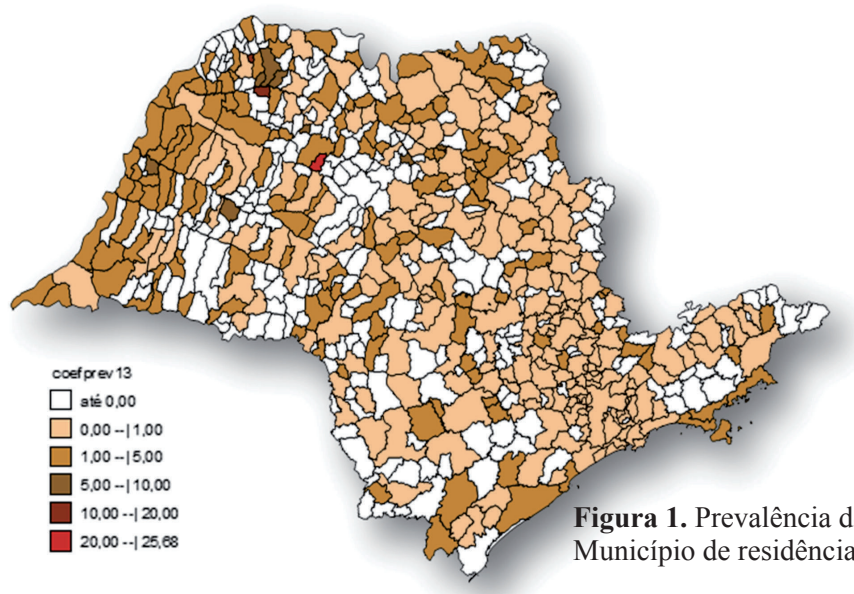 coefprev13
até 0,00
0,00 --| 1,00
1,00 --| 5,00
5,00 --| 10,00
10,00 --| 20,00
20,00 --| 25,68
Figura 1. Prevalência d
Município de residência